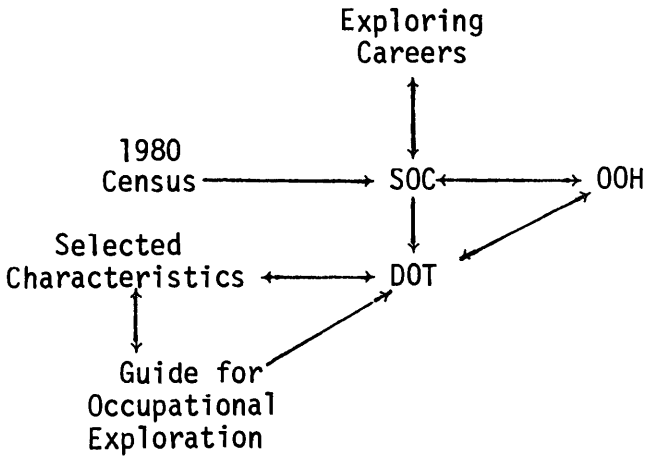 Exploring
Careers
1980
Census
SOC
OOH
Selected
Characteristics
DOT
Guide for
Occupational
Exploration